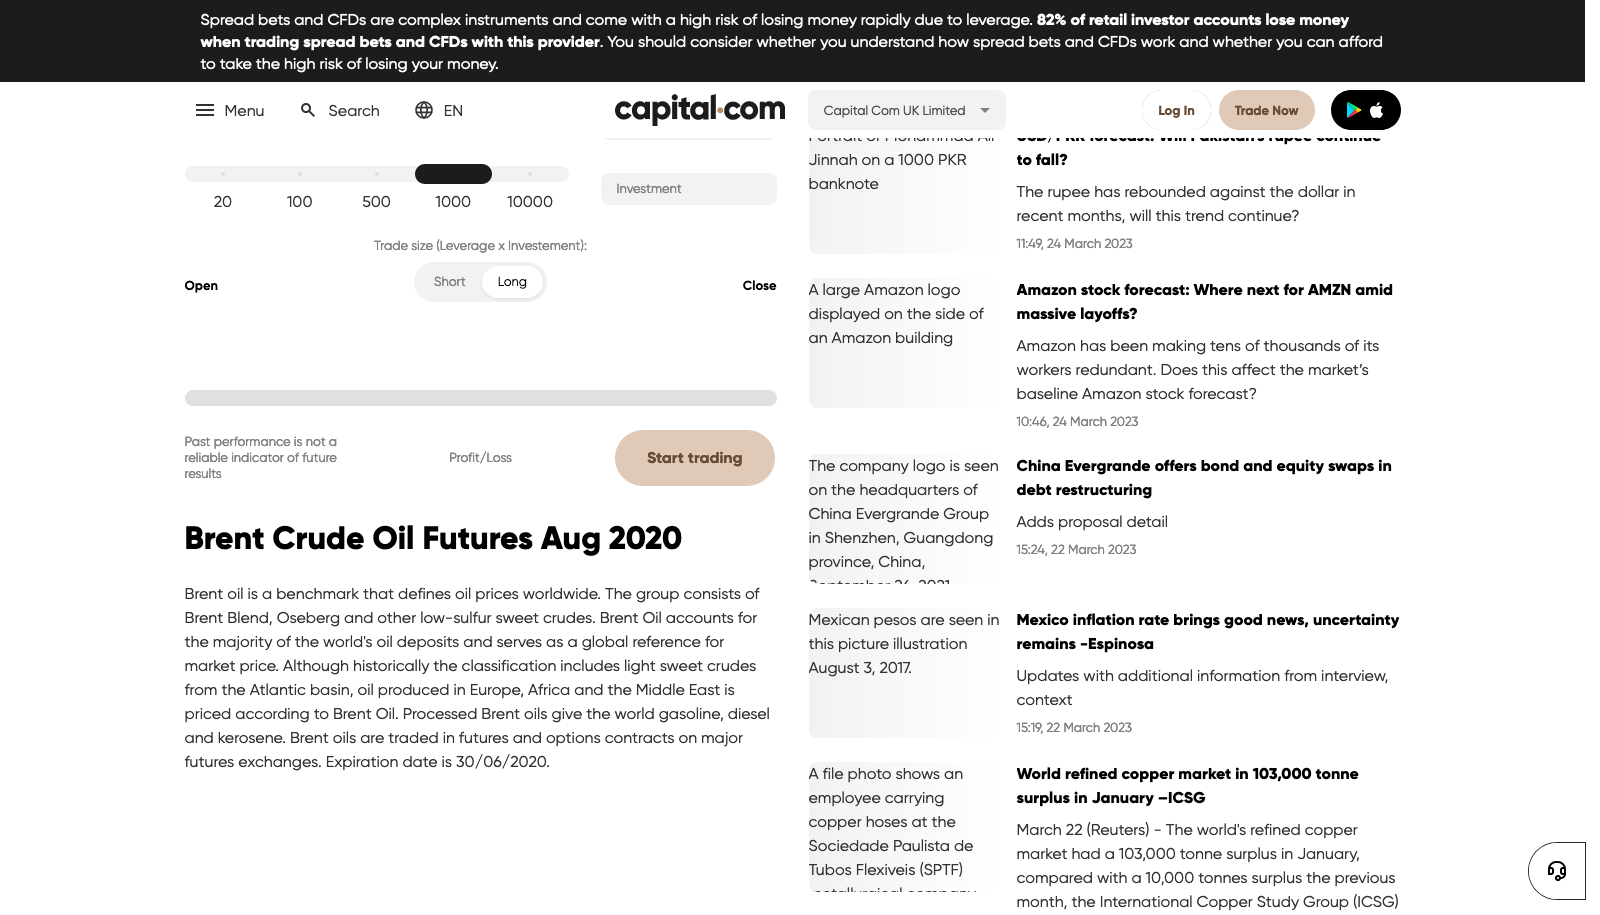 Spread bets and CFDs are complex instruments and come with a high risk of losing money rapidly due to leverage. 82% of retail investor accounts lose money
when trading spread bets and CFDs with this provider. You should consider whether you understand how spread bets and CFDs work and whether you can afford
to take the high risk of losing your money.
Menu
Search
EN
capital.com
Capital Com UK Limited
Log In
Trade Now
20
100
500
1000
10000
Investment
Trade size (Leverage x Investement):
Open
Short
Long
Close
Past performance is not a
reliable indicator of future
results
Profit/Loss
Start trading
Brent Crude Oil Futures Aug 2020
Brent oil is a benchmark that defines oil prices worldwide. The group consists of
Brent Blend, Oseberg and other low-sulfur sweet crudes. Brent Oil accounts for
the majority of the world's oil deposits and serves as a global reference for
market price. Although historically the classification includes light sweet crudes
from the Atlantic basin, oil produced in Europe, Africa and the Middle East is
priced according to Brent Oil. Processed Brent oils give the world gasoline, diesel
and kerosene. Brent oils are traded in futures and options contracts on major
futures exchanges. Expiration date is 30/06/2020.
Portrait of Mohammad Ali
Jinnah on a 1000 PKR
banknote
USD/PKR forecast: Will Pakistan's rupee continue
to fall?
The rupee has rebounded against the dollar in
recent months, will this trend continue?
11:49, 24 March 2023
A large Amazon logo
displayed on the side of
an Amazon building
Amazon stock forecast: Where next for AMZN amid
massive layoffs?
Amazon has been making tens of thousands of its
workers redundant. Does this affect the market’s
baseline Amazon stock forecast?
10:46, 24 March 2023
The company logo is seen
on the headquarters of
China Evergrande Group
in Shenzhen, Guangdong
province, China,
September 26, 2021
China Evergrande offers bond and equity swaps in
debt restructuring
Adds proposal detail
15:24, 22 March 2023
Mexican pesos are seen in
this picture illustration
August 3, 2017.
Mexico inflation rate brings good news, uncertainty
remains -Espinosa
Updates with additional information from interview,
context
15:19, 22 March 2023
A file photo shows an
employee carrying
copper hoses at the
Sociedade Paulista de
Tubos Flexiveis (SPTF)
metallurgical company
World refined copper market in 103,000 tonne
surplus in January –ICSG
March 22 (Reuters) - The world's refined copper
market had a 103,000 tonne surplus in January,
compared with a 10,000 tonnes surplus the previous
month, the International Copper Study Group (ICSG)